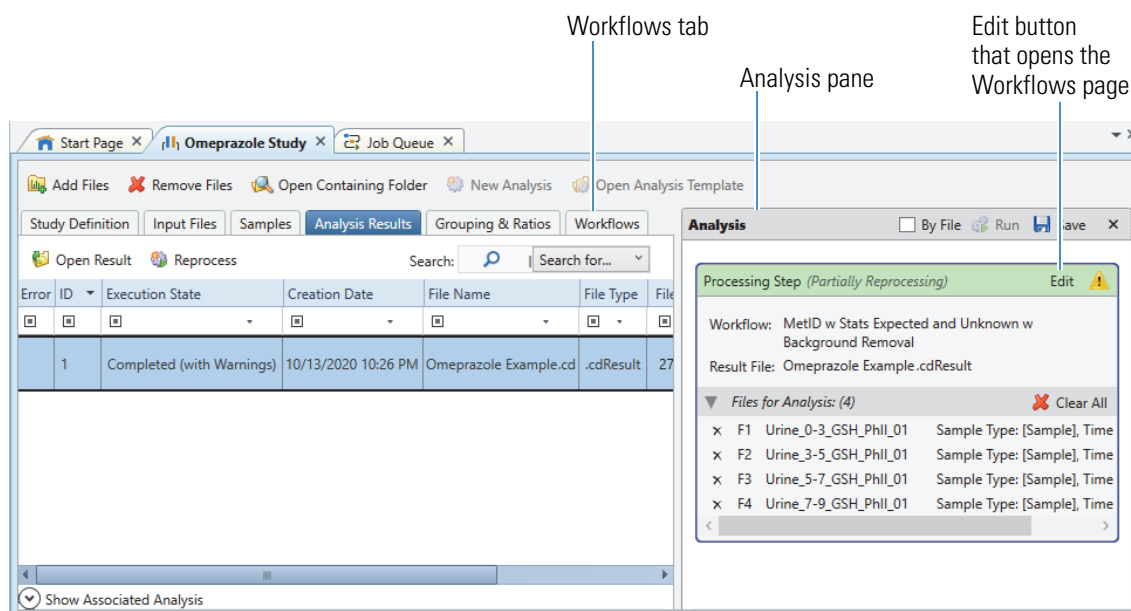 Workflows tab
Edit button
that opens the
Workflows page
Analysis pane
Start Page Omeprazole Study Job Queue
Add Files Remove Files Open Containing Folder New Analysis Open Analysis Template
Study Definition Input Files Samples Analysis Results Grouping & Ratios Workflows
Analysis By File Run Save
Open Result Reprocess Search: Search for...
Processing Step (Partially Reprocessing) Edit
Error ID Execution State Creation Date File Name File Type File
Workflow: MetID w Stats Expected and Unknown w
Background Removal
1 Completed (with Warnings) 10/13/2020 10:26 PM Omeprazole Example.cd .cdResult 27
Result File: Omeprazole Example.cdResult
Files for Analysis: (4) Clear All
F1 Urine_0-3_GSH_PhII_01 Sample Type: [Sample], Time
F2 Urine_3-5_GSH_PhII_01 Sample Type: [Sample], Time
F3 Urine_5-7_GSH_PhII_01 Sample Type: [Sample], Time
F4 Urine_7-9_GSH_PhII_01 Sample Type: [Sample], Time
Show Associated Analysis